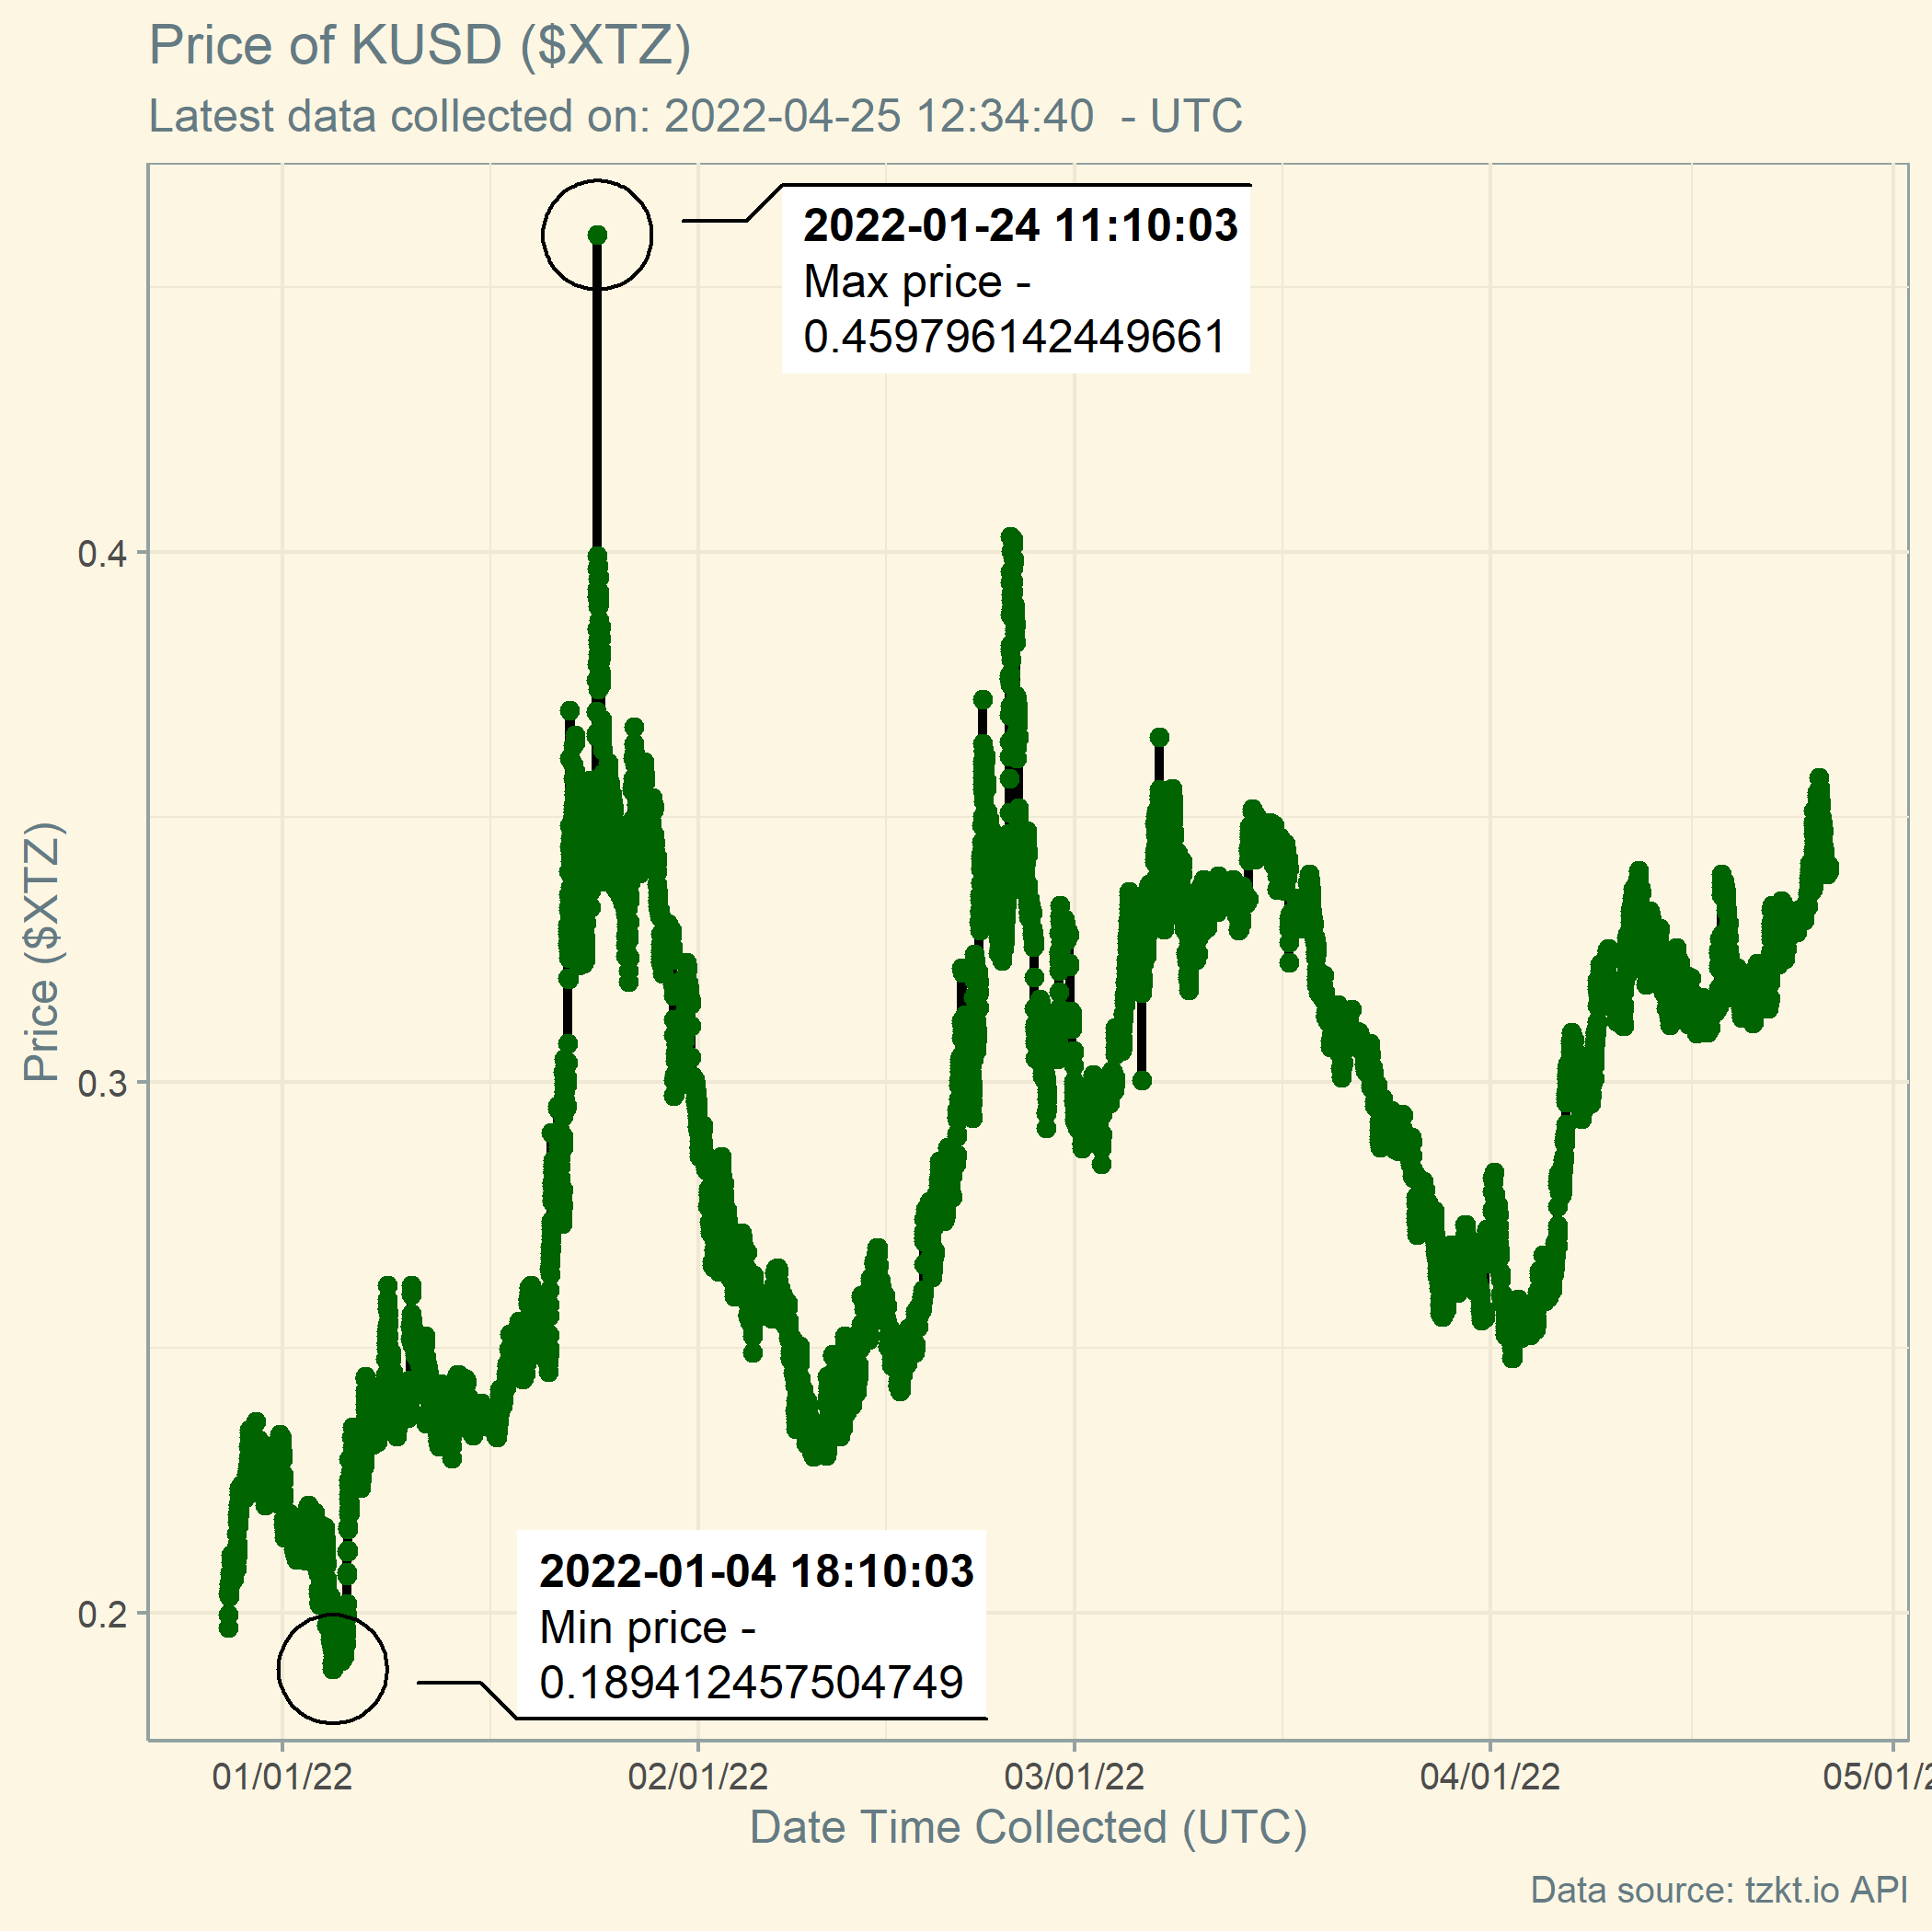 Price of KUSD ($XTZ)
Latest data collected on: 2022-04-25 12:34:40  - UTC
2022-01-24 11:10:03
Max price -
0.459796142449661
0.4
0.3
0.2
Price ($XTZ)
2022-01-04 18:10:03
Min price -
0.189412457504749
01/01/22
02/01/22
03/01/22
04/01/22
05/01/2
Date Time Collected (UTC)
Data source: tzkt.io API